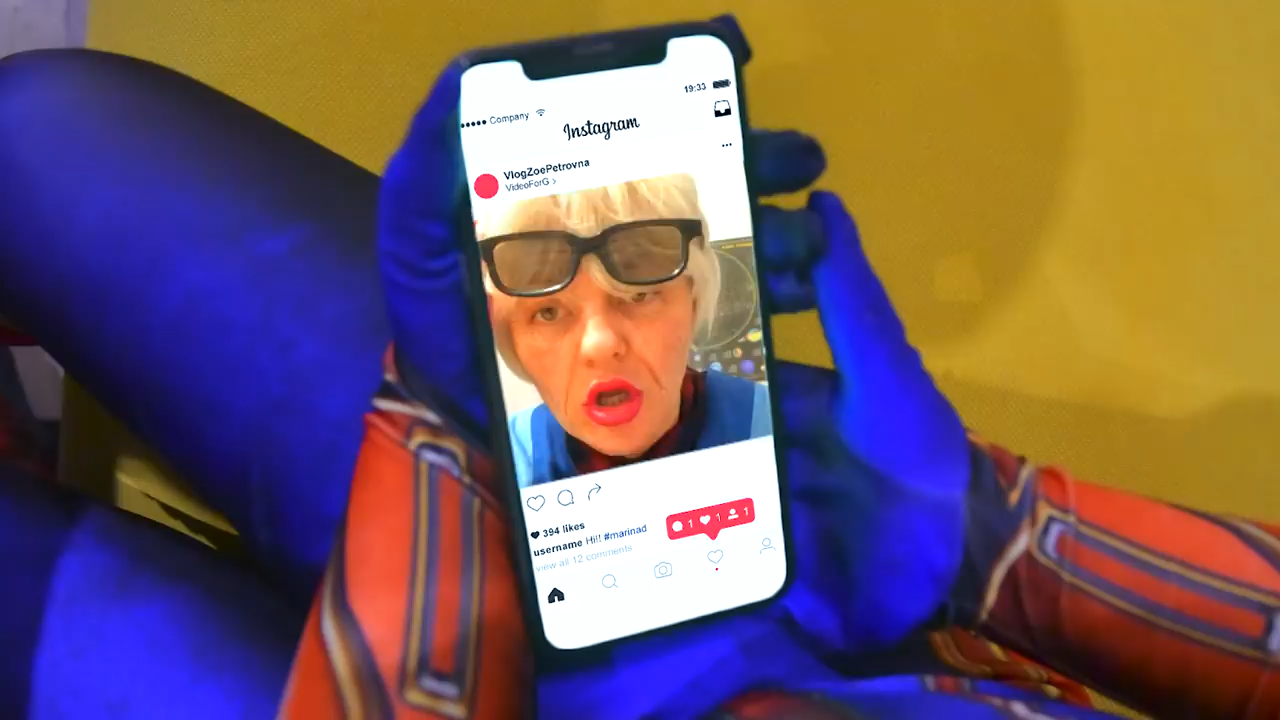 19:33
••••• Company
Instagram
VlogZoePetrovna
VideoForG >
394 likes
username Hi!! #marinad
view all 12 comments
1 1 1